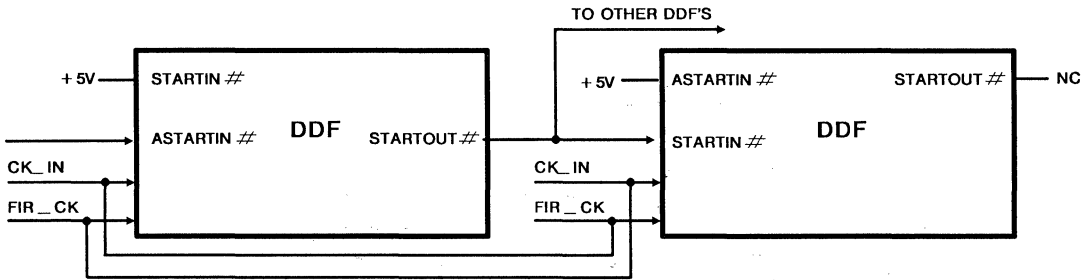 TO OTHER DDF'S
+5V
STARTIN #
ASTARTIN #
DDF
STARTOUT #
CK_IN
FIR_CK
+5V
ASTARTIN #
STARTOUT #
NC
DDF
STARTIN #
CK_IN
FIR_CK